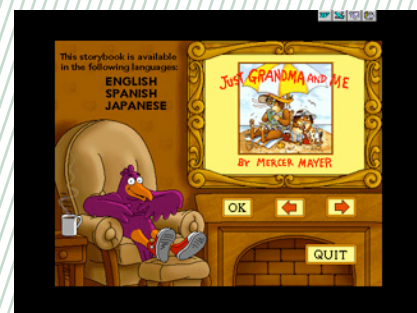 This storybook is available
in the following languages:
ENGLISH
SPANISH
JAPANESE
JUST GRANDMA AND ME
BY MERCER MAYER
OK
QUIT